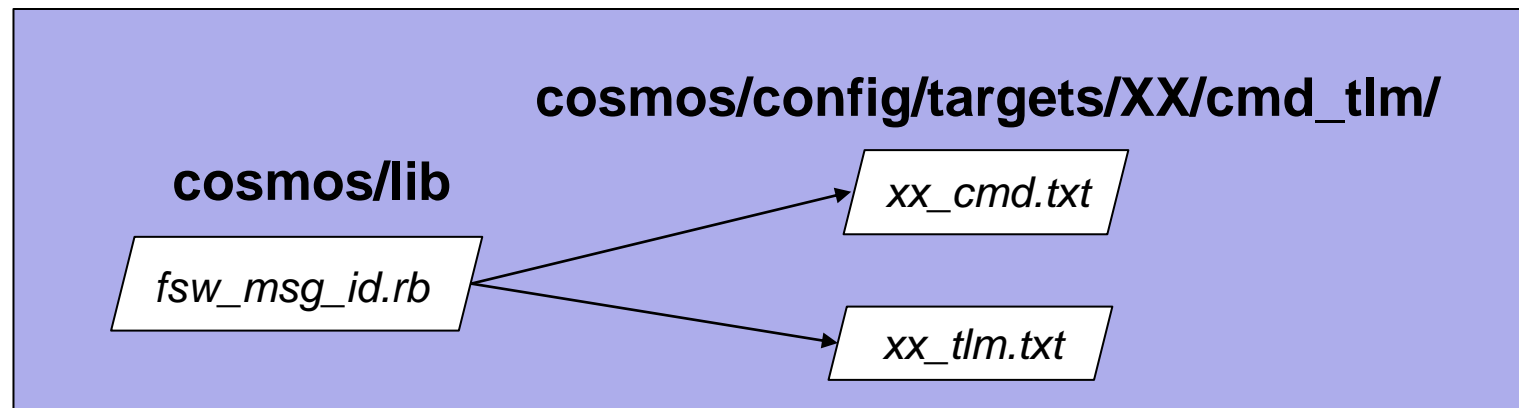 cosmos/config/targets/XX/cmd_tlm/
cosmos/lib
xx_cmd.txt
fsw_msg_id.rb
xx_tlm.txt